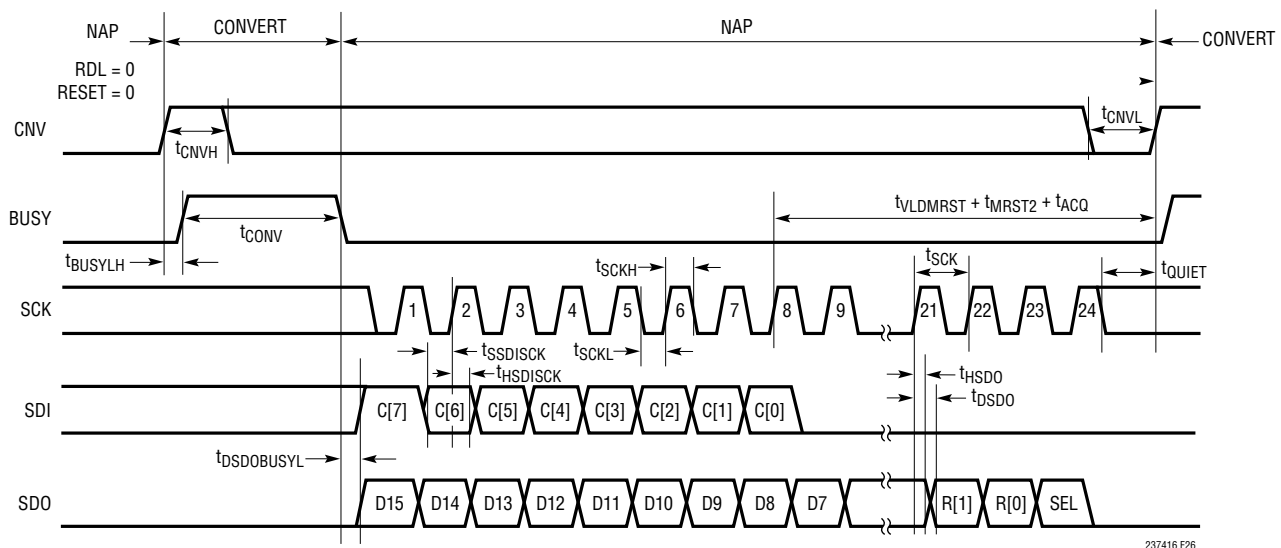 NAP CONVERT NAP CONVERT
RDL = 0
RESET = 0
CNV tCNVH tCNVL
BUSY tCONV tVLDMRST + tMRST2 + tACQ
tBUSYLH tSCKH tSCK tQUIET
SCK 1 2 3 4 5 6 7 8 9 21 22 23 24
tSSDISCK tSCKL
tHSDISCK tHSDO
tDSDO
SDI C[7] C[6] C[5] C[4] C[3] C[2] C[1] C[0]
tDSDOBUSYL
SDO D15 D14 D13 D12 D11 D10 D9 D8 D7 R[1] R[0] SEL
237416 F26